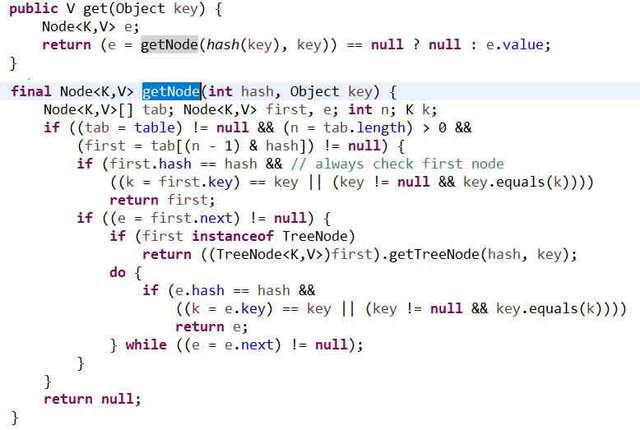 public V get(Object key) {
    Node<K,V> e;
    return (e = getNode(hash(key), key)) == null ? null : e.value;
}
final Node<K,V> getNode(int hash, Object key) {
    Node<K,V>[] tab; Node<K,V> first, e; int n; K k;
    if ((tab = table) != null && (n = tab.length) > 0 &&
        (first = tab[(n - 1) & hash]) != null) {
        if (first.hash == hash && // always check first node
            ((k = first.key) == key || (key != null && key.equals(k))))
            return first;
        if ((e = first.next) != null) {
            if (first instanceof TreeNode)
                return ((TreeNode<K,V>)first).getTreeNode(hash, key);
            do {
                if (e.hash == hash &&
                    ((k = e.key) == key || (key != null && key.equals(k))))
                    return e;
            } while ((e = e.next) != null);
        }
    }
    return null;
}